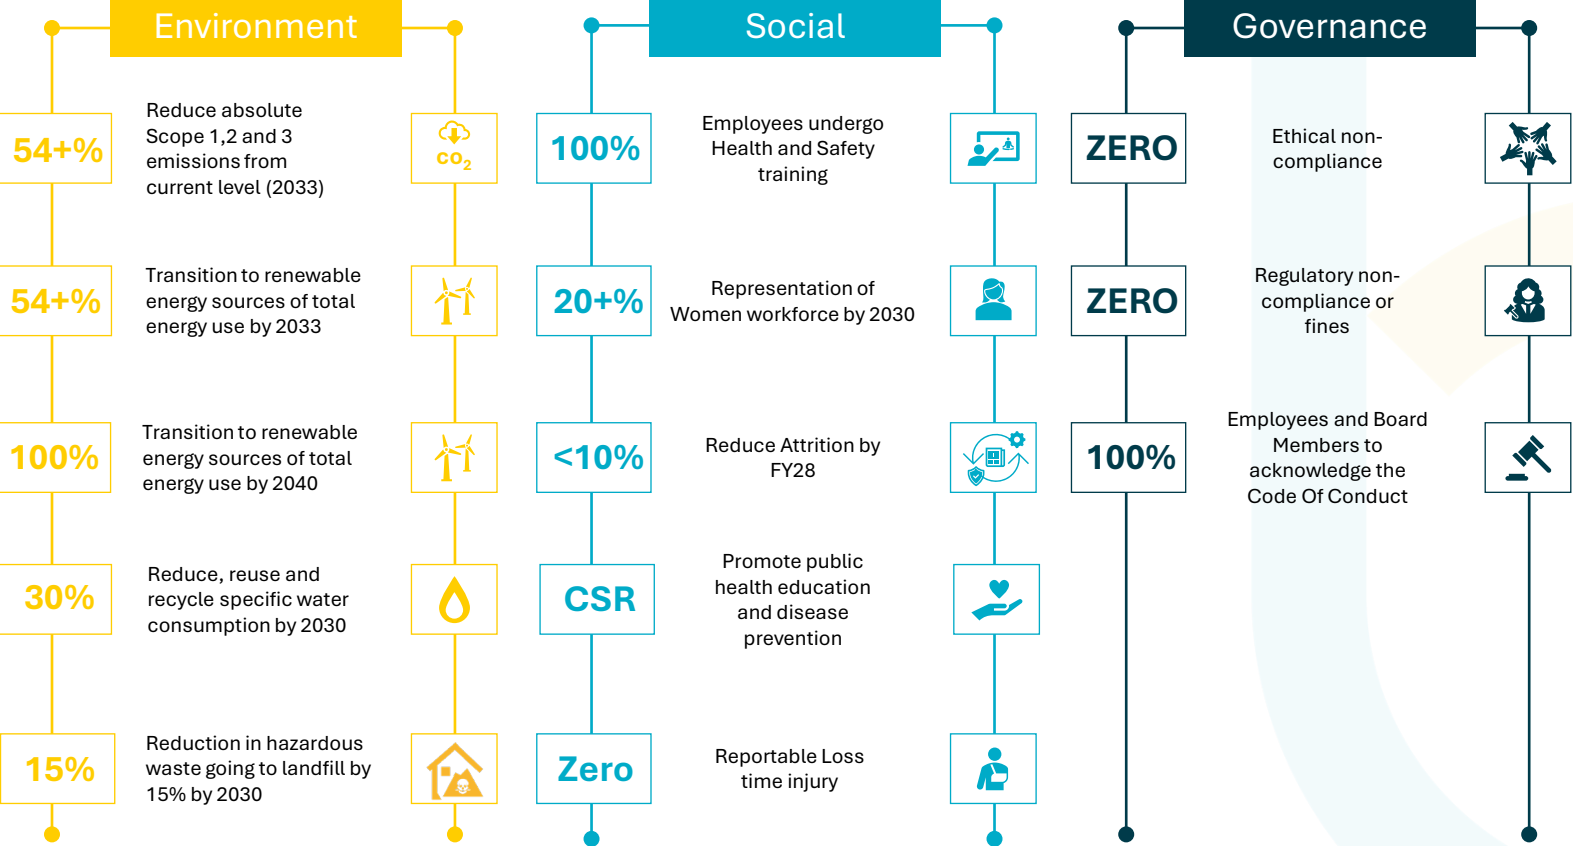 Environment
54+%
Reduce absolute
Scope 1,2 and 3
emissions from
current level (2033)
CO2
54+%
Transition to renewable
energy sources of total
energy use by 2033
100%
Transition to renewable
energy sources of total
energy use by 2040
30%
Reduce, reuse and
recycle specific water
consumption by 2030
15%
Reduction in hazardous
waste going to landfill by
15% by 2030
Social
100%
Employees undergo
Health and Safety
training
20+%
Representation of
Women workforce by 2030
<10%
Reduce Attrition by
FY28
CSR
Promote public
health education
and disease
prevention
Zero
Reportable Loss
time injury
Governance
ZERO
Ethical non-
compliance
ZERO
Regulatory non-
compliance or
fines
100%
Employees and Board
Members to
acknowledge the
Code Of Conduct